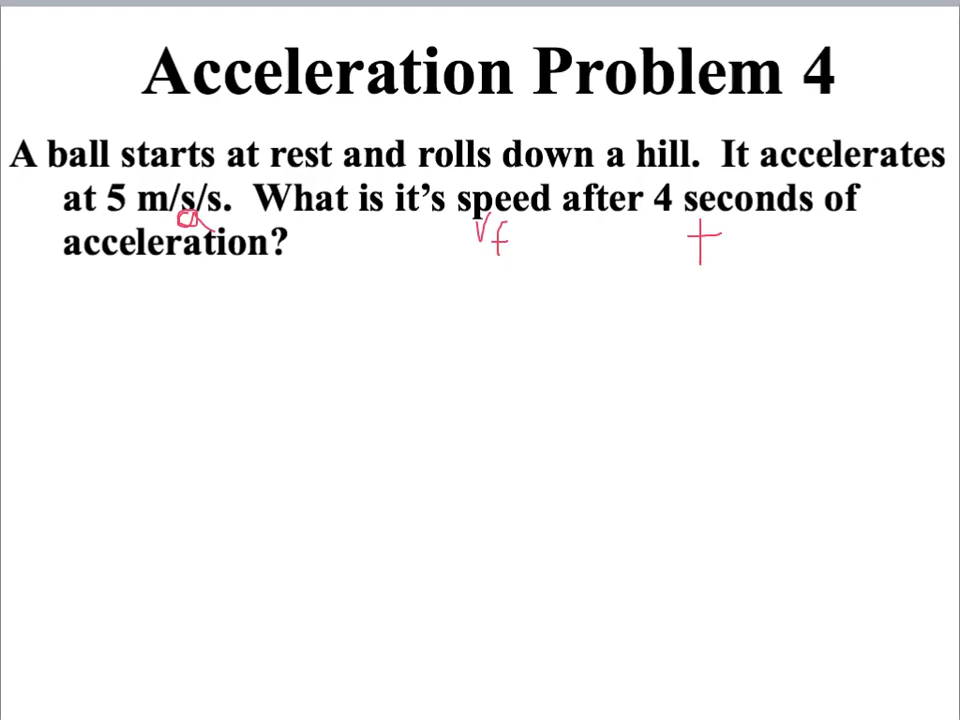 Acceleration Problem 4
A ball starts at rest and rolls down a hill. It accelerates
at 5 m/s/s. What is it’s speed after 4 seconds of
a vf t
acceleration?